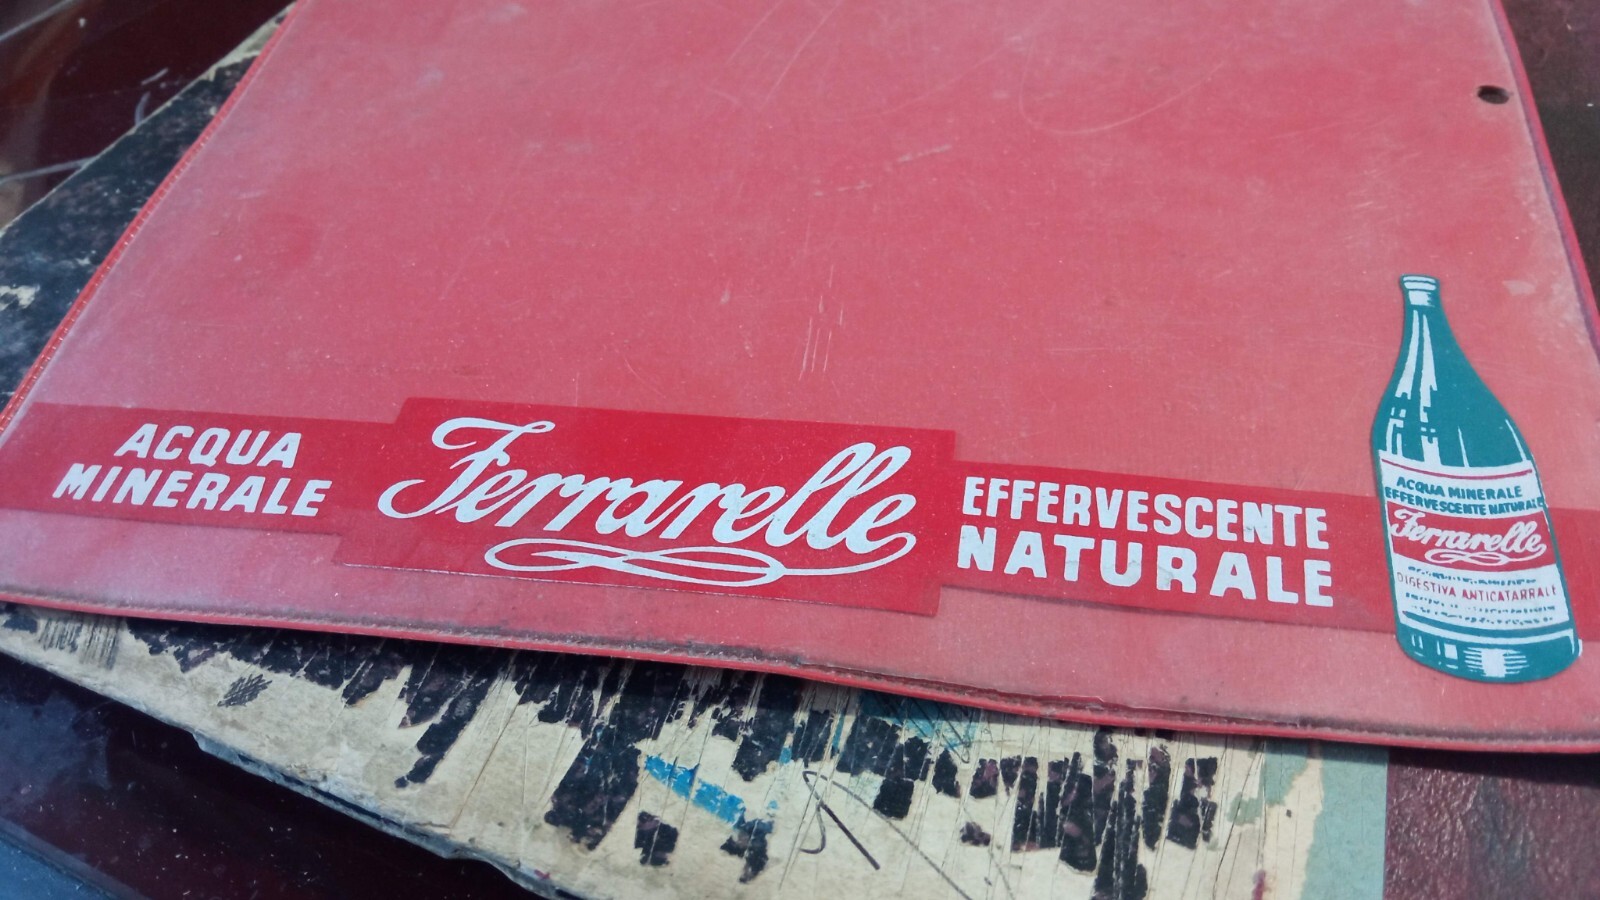 ACQUA
MINERALE
Ferrarelle
EFFERVESCENTE
NATURALE
ACQUA MINERALE
EFFERVESCENTE NATURALE
Ferrarelle
DIGESTIVA ANTICATARRALE